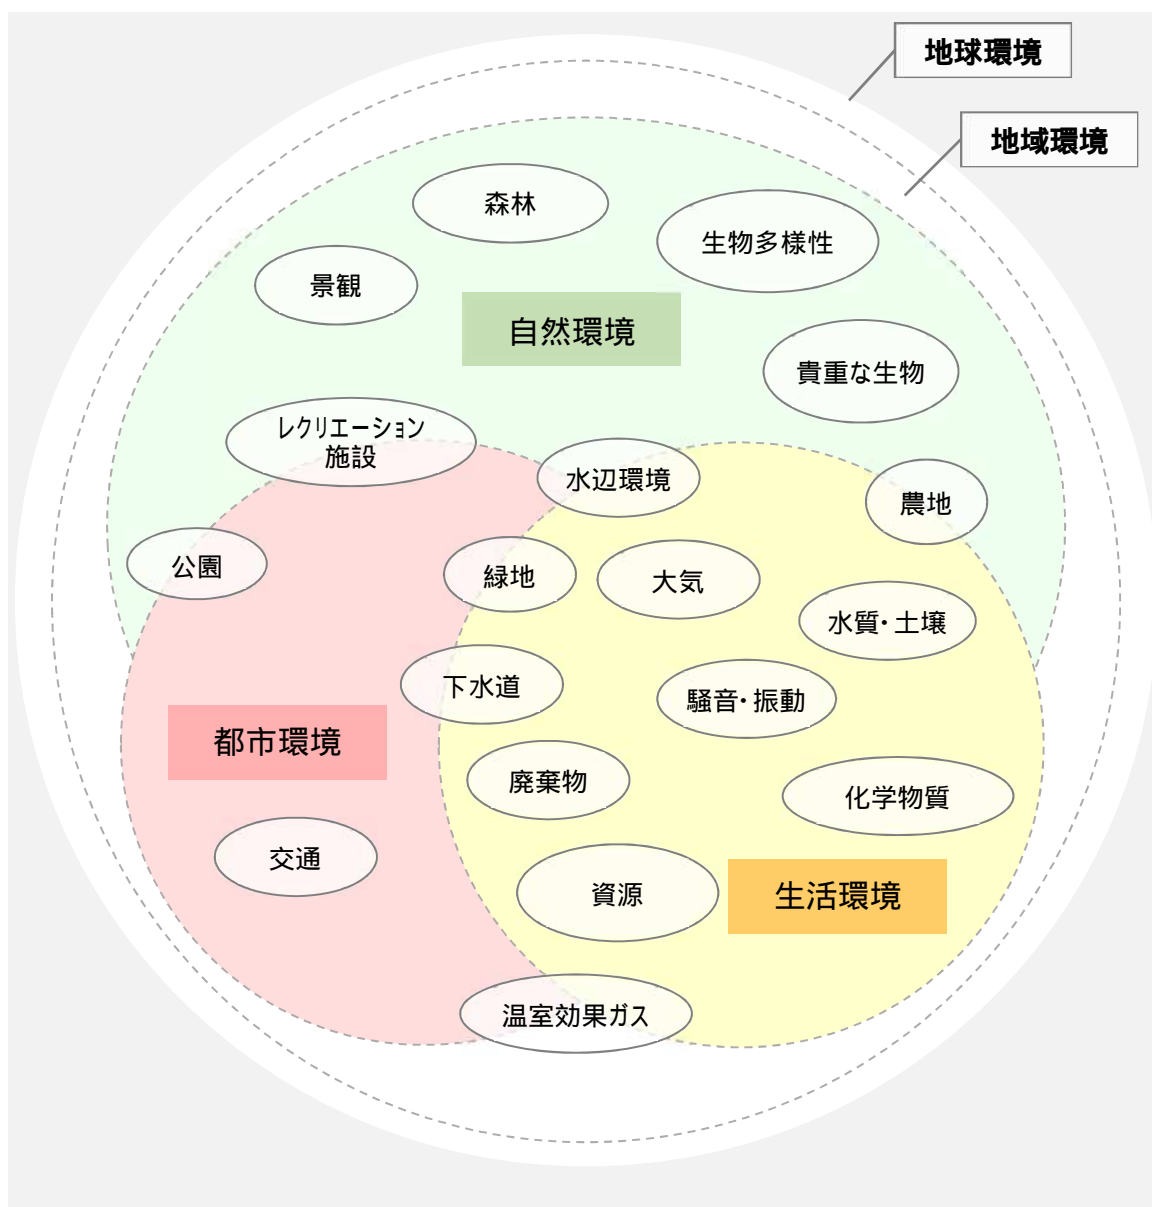 地球環境
地域環境
森林
生物多様性
景観
自然環境
貴重な生物
レクリエーション
施設
水辺環境
農地
公園
緑地
大気
水質・土壌
下水道
騒音・振動
都市環境
廃棄物
化学物質
交通
資源
生活環境
温室効果ガス